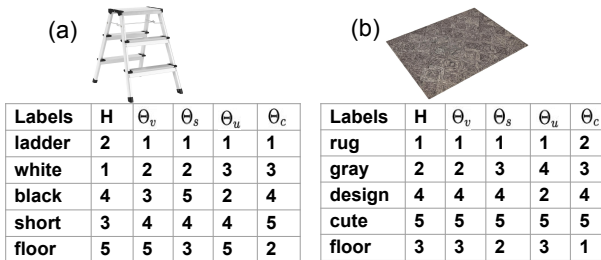 (a)
Labels H Θv Θs Θu Θc
ladder 2 1 1 1 1
white 1 2 2 3 3
black 4 3 5 2 4
short 3 4 4 4 5
floor 5 5 3 5 2
(b)
Labels H Θv Θs Θu Θc
rug 1 1 1 1 2
gray 2 2 3 4 3
design 4 4 4 2 4
cute 5 5 5 5 5
floor 3 3 2 3 1